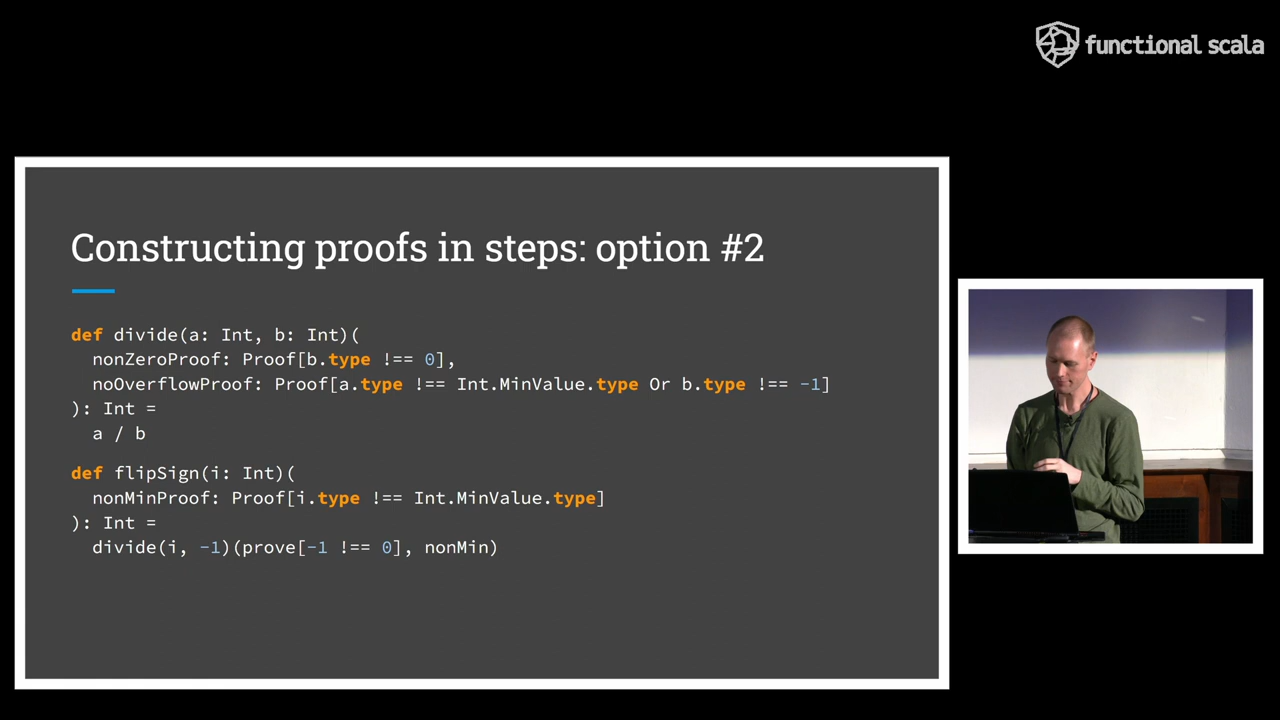 functional scala
Constructing proofs in steps: option #2
def divide(a: Int, b: Int)(
  nonZeroProof: Proof[b.type !== 0],
  noOverflowProof: Proof[a.type !== Int.MinValue.type Or b.type !== -1]
): Int =
  a / b
def flipSign(i: Int)(
  nonMinProof: Proof[i.type !== Int.MinValue.type]
): Int =
  divide(i, -1)(prove[-1 !== 0], nonMin)